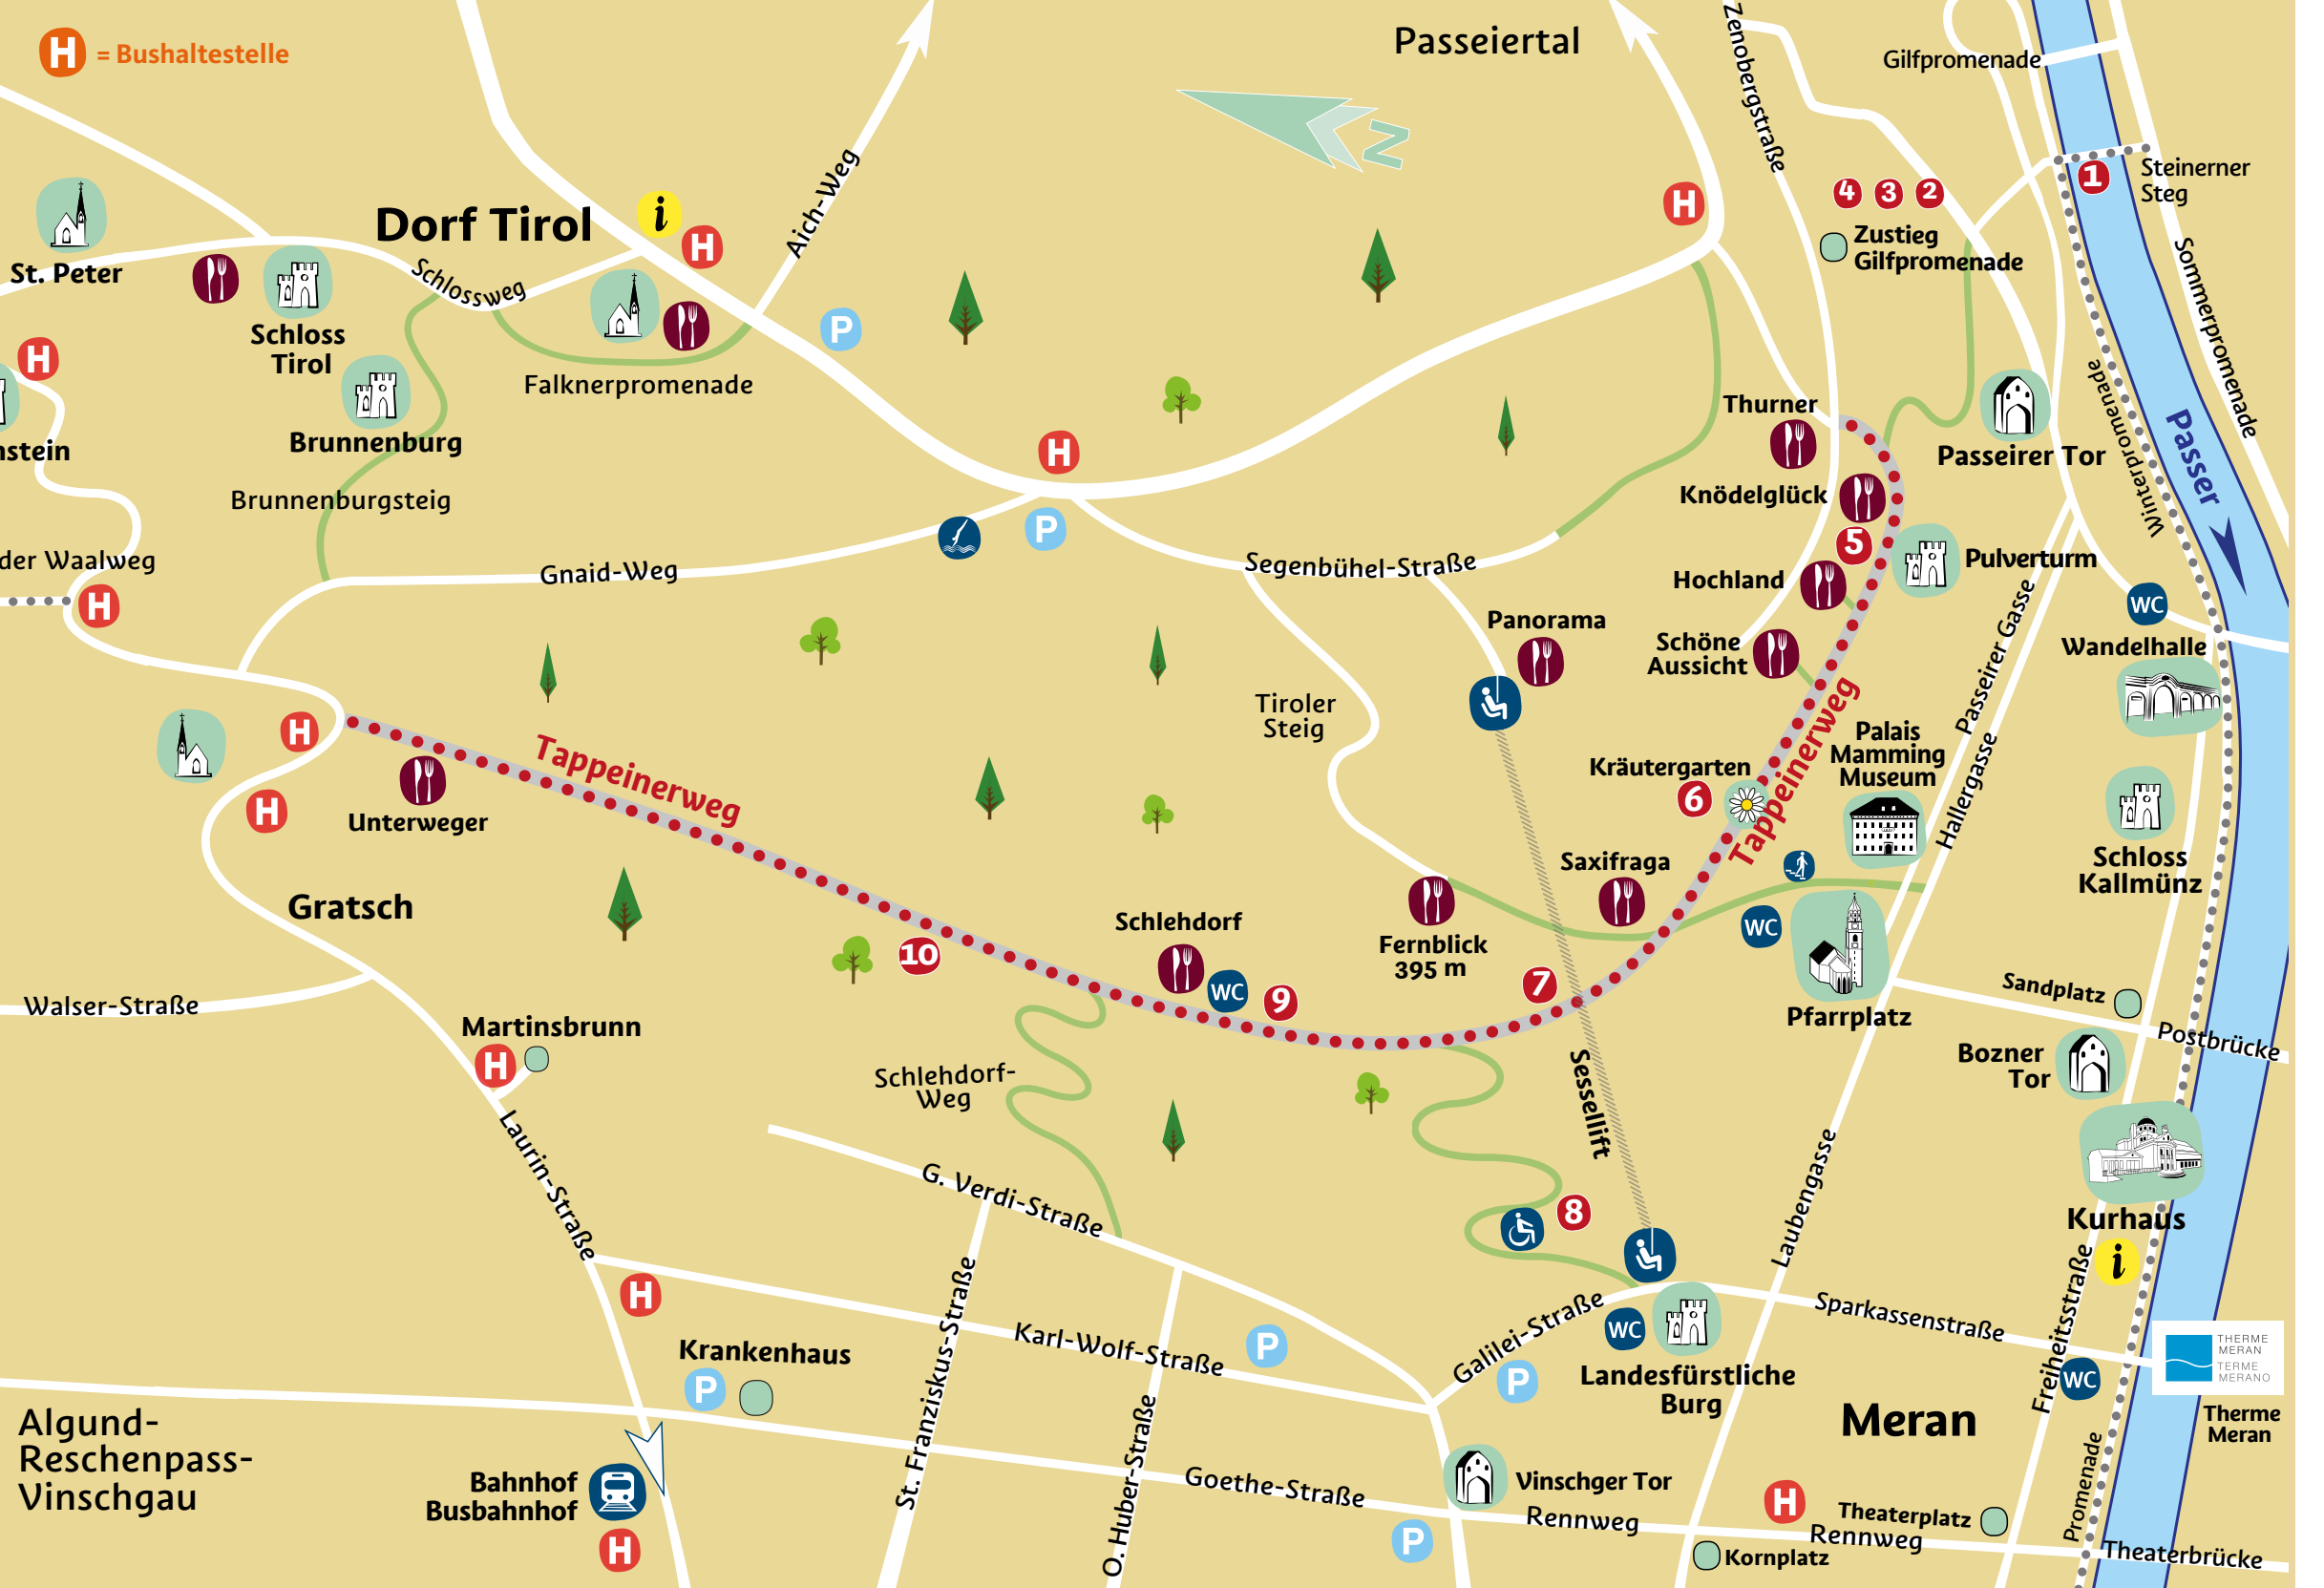 H = Bushaltestelle
Passeiertal
Gilfpromenade
Zenobergstraße
N
Aich-Weg
Dorf Tirol
i
H
H
1
Steinerner
Steg
4 3 2
Zustieg
Gilfpromenade
St. Peter
Schlossweg
Schloss
Tirol
H
P
Sommerpromenade
Winterpromenade
Passer
Falknerpromenade
Brunnenburg
nstein
Brunnenburgsteig
Thurner
Passeirer Tor
H
P
Knödelglück
5
der Waalweg
H
Gnaid-Weg
Segenbühel-Straße
Hochland
Pulverturm
WC
Wandelhalle
Panorama
Schöne
Aussicht
Passeirer Gasse
Hallergasse
Tiroler
Steig
H
H
Tappeinerweg
Unterweger
Tappeinerweg
Kräutergarten
6
Palais
Mamming
Museum
Schloss
Kallmünz
Saxifraga
Gratsch
Schlehdorf
WC
9
10
Fernblick
395 m
7
WC
Pfarrplatz
Sandplatz
Postbrücke
Walser-Straße
Martinsbrunn
H
Bozner
Tor
Schlehdorf-
Weg
Sessellift
Laurin-Straße
G. Verdi-Straße
8
Laubengasse
Kurhaus
i
Freiheitsstraße
H
St. Franziskus-Straße
Karl-Wolf-Straße
P
Galilei-Straße
WC
P
Landesfürstliche
Burg
Sparkassenstraße
WC
THERME
MERAN
TERME
MERANO
Therme
Meran
Krankenhaus
P
Meran
Algund-
Reschenpass-
Vinschgau
Bahnhof
Busbahnhof
H
O. Huber-Straße
Goethe-Straße
P
Vinschger Tor
Rennweg
H
Theaterplatz
Rennweg
Kornplatz
Promenade
Theaterbrücke